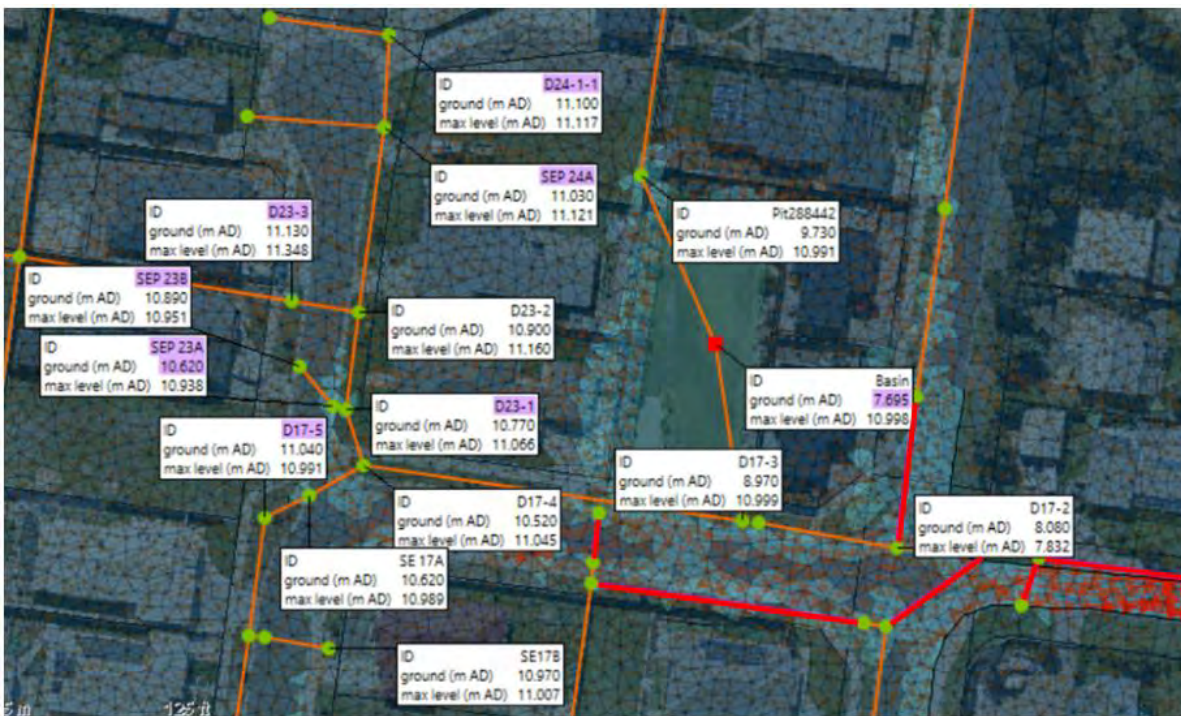 ID D24-1-1
ground (m AD) 11.100
max level (m AD) 11.117
ID SEP 24A
ground (m AD) 11.030
max level (m AD) 11.121
ID D23-3
ground (m AD) 11.130
max level (m AD) 11.348
ID Pit288442
ground (m AD) 9.730
max level (m AD) 10.991
ID SEP 23B
ground (m AD) 10.890
max level (m AD) 10.951
ID D23-2
ground (m AD) 10.900
max level (m AD) 11.160
ID SEP 23A
ground (m AD) 10.620
max level (m AD) 10.938
ID Basin
ground (m AD) 7.695
max level (m AD) 10.998
ID D23-1
ground (m AD) 10.770
max level (m AD) 11.066
ID D17-5
ground (m AD) 11.040
max level (m AD) 10.991
ID D17-3
ground (m AD) 8.970
max level (m AD) 10.999
ID D17-4
ground (m AD) 10.520
max level (m AD) 11.045
ID D17-2
ground (m AD) 8.080
max level (m AD) 7.832
ID SE 17A
ground (m AD) 10.620
max level (m AD) 10.989
ID SE17B
ground (m AD) 10.970
max level (m AD) 11.007
5 m 125 ft